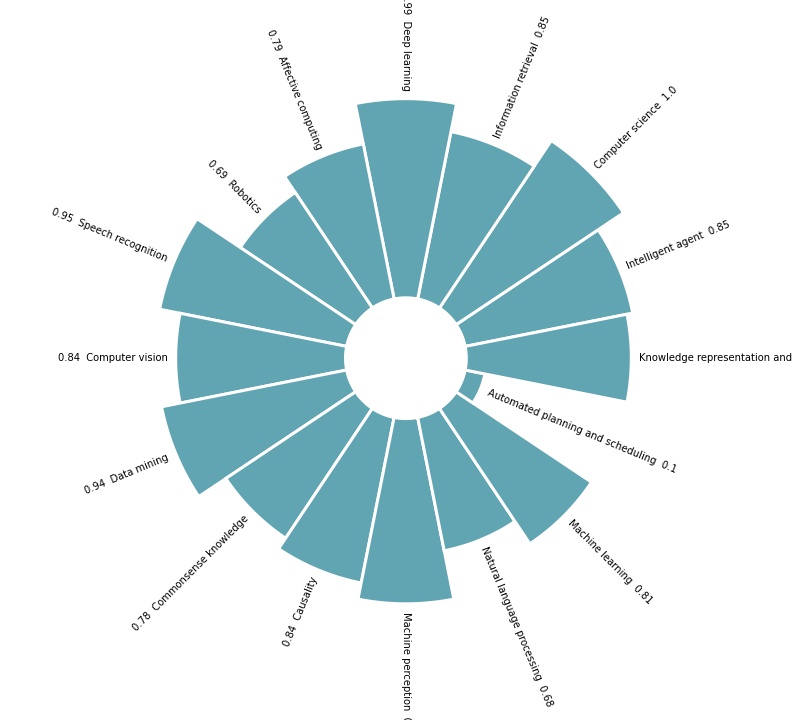 .99 Deep learning
Information retrieval 0.85
Computer science 1.0
Intelligent agent 0.85
Knowledge representation and
Automated planning and scheduling 0.1
Machine learning 0.81
Natural language processing 0.68
Machine perception
0.84 Causality
0.78 Commonsense knowledge
0.94 Data mining
0.84 Computer vision
0.95 Speech recognition
0.69 Robotics
0.79 Affective computing